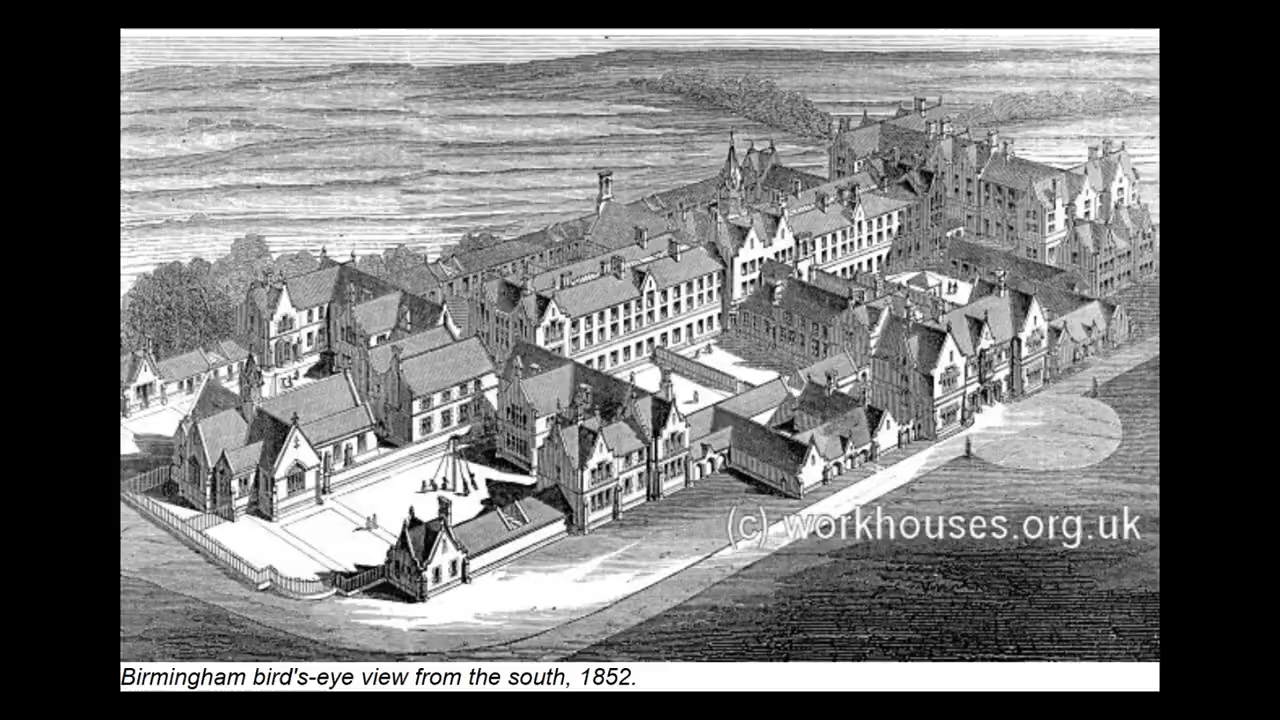 (c) workhouses.org.uk
Birmingham bird's-eye view from the south, 1852.